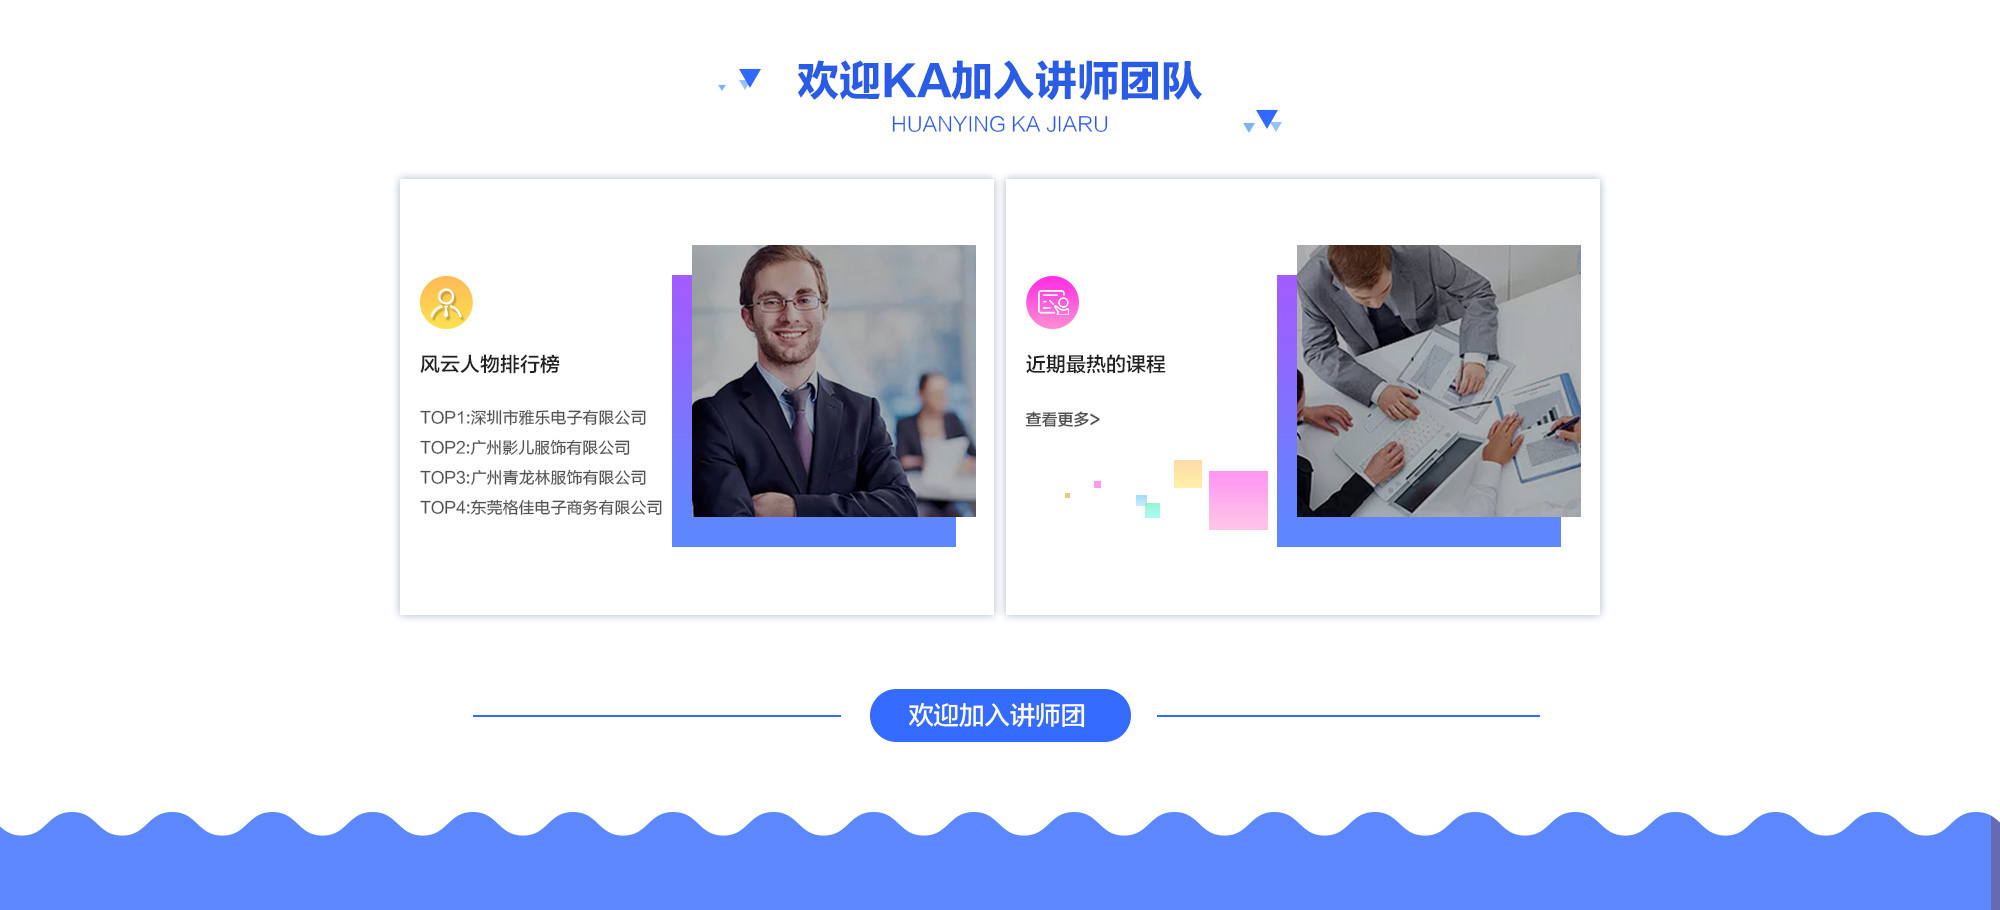 欢迎KA加入讲师团队
HUANYING KA JIARU
风云人物排行榜
TOP1:深圳市雅乐电子有限公司
TOP2:广州影儿服饰有限公司
TOP3:广州青龙林服饰有限公司
TOP4:东莞格佳电子商务有限公司
近期最热的课程
查看更多>
欢迎加入讲师团